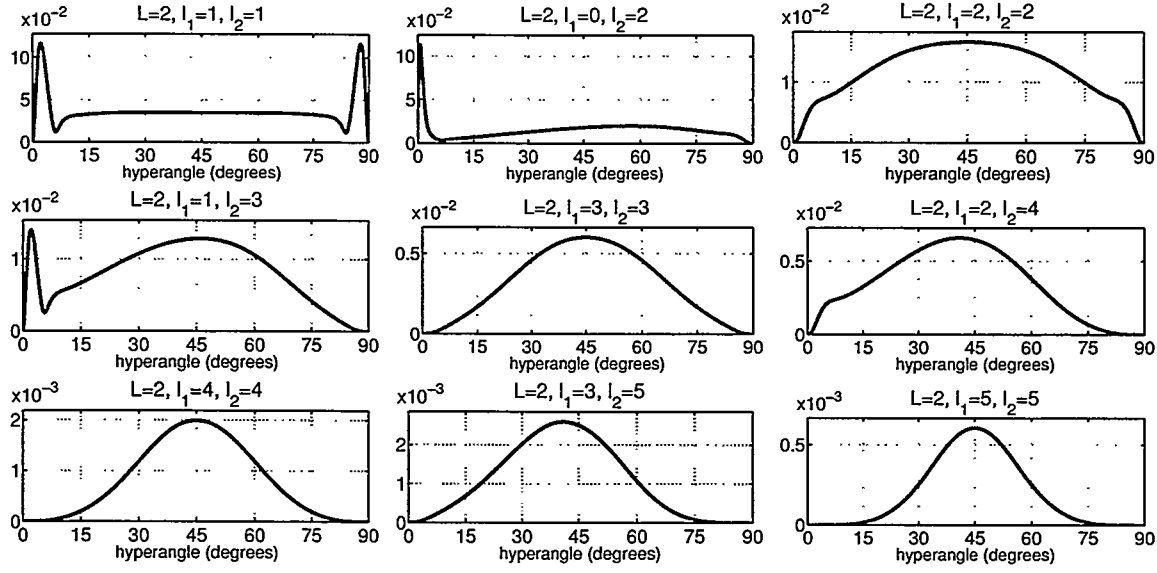 x10⁻² L=2, l₁=1, l₂=1
10
5
0
0 15 30 45 60 75 90
hyperangle (degrees)
x10⁻² L=2, l₁=0, l₂=2
10
5
0
0 15 30 45 60 75 90
hyperangle (degrees)
x10⁻² L=2, l₁=2, l₂=2
1
0
0 15 30 45 60 75 90
hyperangle (degrees)
x10⁻² L=2, l₁=1, l₂=3
1
0
0 15 30 45 60 75 90
hyperangle (degrees)
x10⁻² L=2, l₁=3, l₂=3
0.5
0
0 15 30 45 60 75 90
hyperangle (degrees)
x10⁻² L=2, l₁=2, l₂=4
0.5
0
0 15 30 45 60 75 90
hyperangle (degrees)
x10⁻³ L=2, l₁=4, l₂=4
2
1
0
0 15 30 45 60 75 90
hyperangle (degrees)
x10⁻³ L=2, l₁=3, l₂=5
2
1
0
0 15 30 45 60 75 90
hyperangle (degrees)
x10⁻³ L=2, l₁=5, l₂=5
0.5
0
0 15 30 45 60 75 90
hyperangle (degrees)